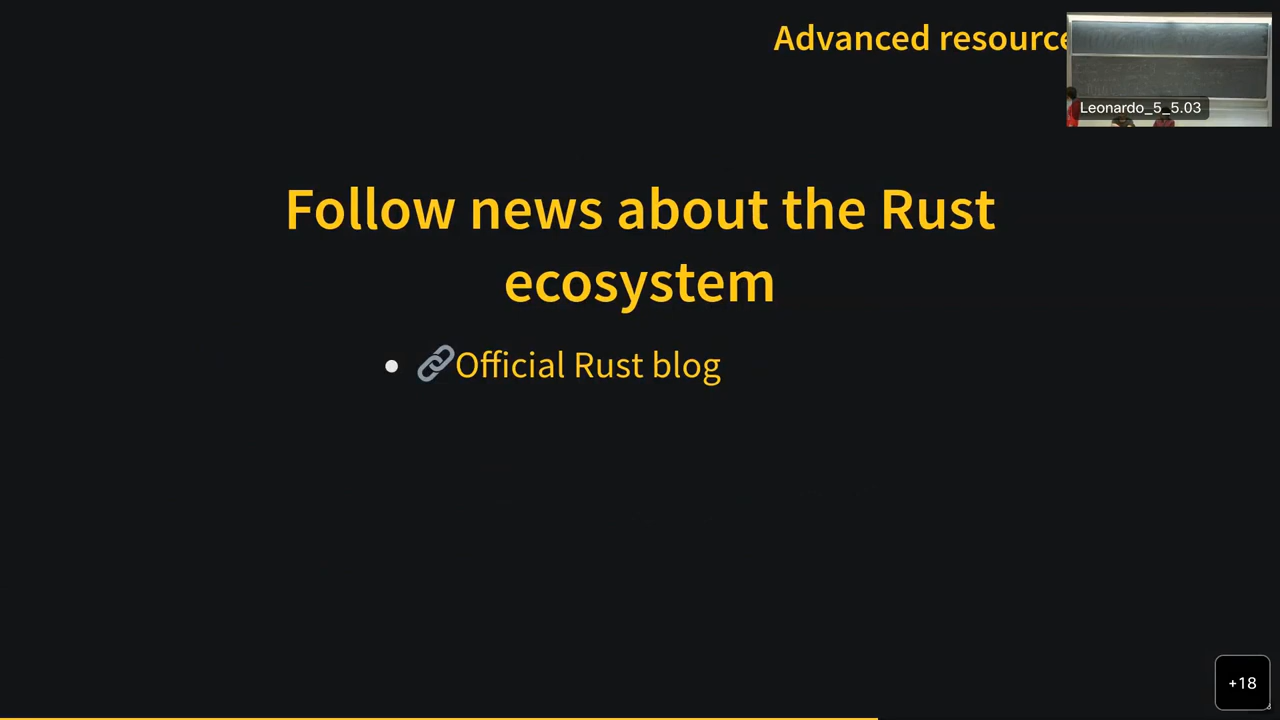 Advanced resource
Leonardo_5_5.03
Follow news about the Rust
ecosystem
🔗Official Rust blog
+18